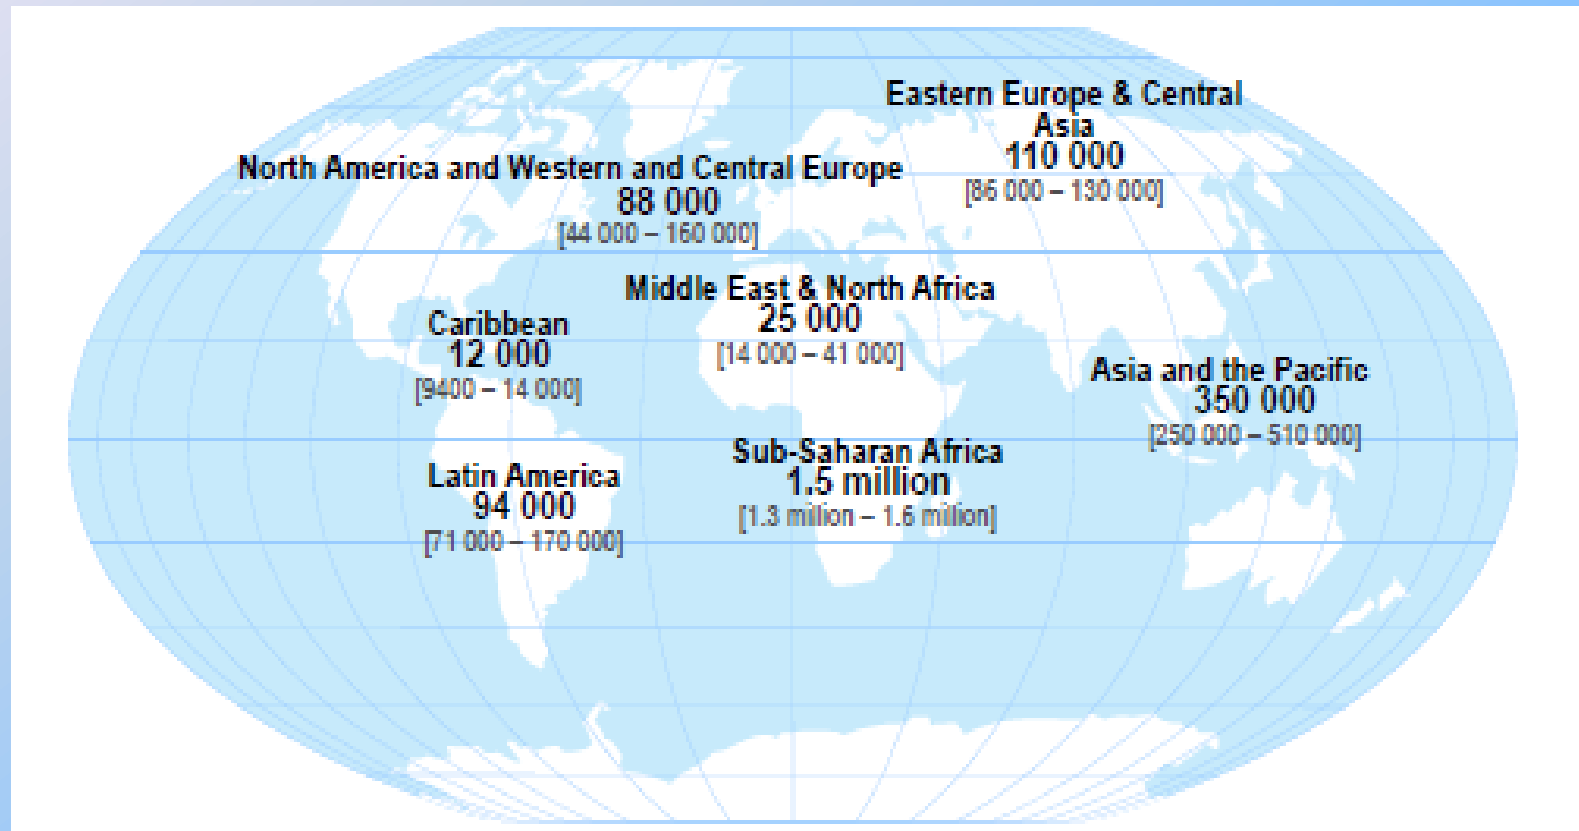 Eastern Europe & Central
Asia
110 000
[86 000 – 130 000]
North America and Western and Central Europe
88 000
[44 000 – 160 000]
Middle East & North Africa
25 000
[14 000 – 41 000]
Caribbean
12 000
[9400 – 14 000]
Asia and the Pacific
350 000
[250 000 – 510 000]
Sub-Saharan Africa
1.5 million
[1.3 million – 1.6 million]
Latin America
94 000
[71 000 – 170 000]